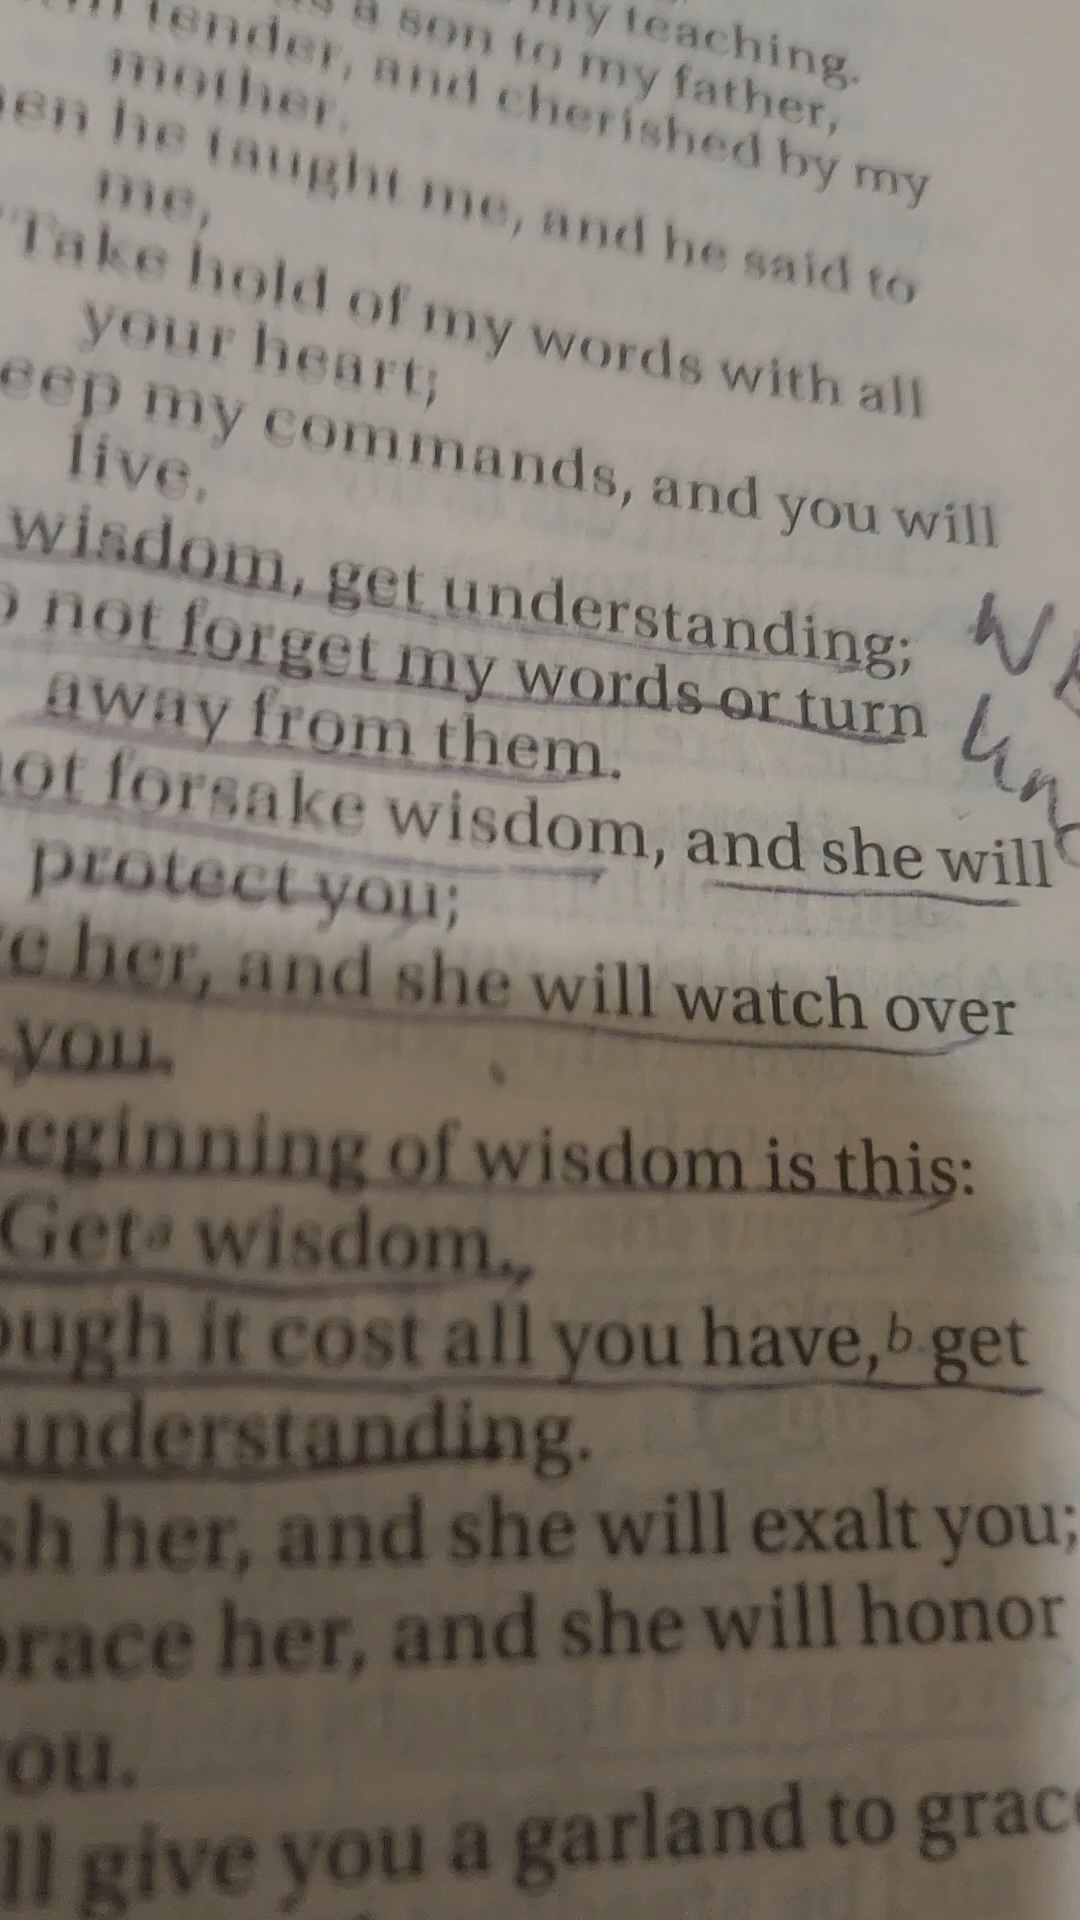 my teaching.
a son to my father,
tender, and cherished by my
mother.
en he taught me, and he said to
me,
"Take hold of my words with all
your heart;
eep my commands, and you will
live.
wisdom, get understanding;
o not forget my words or turn
away from them.
ot forsake wisdom, and she will
protect you;
e her, and she will watch over
you.
eginning of wisdom is this:
Get a wisdom.,
ough it cost all you have, b get
understanding.
sh her, and she will exalt you;
race her, and she will honor
ou.
ll give you a garland to grac
W
Un